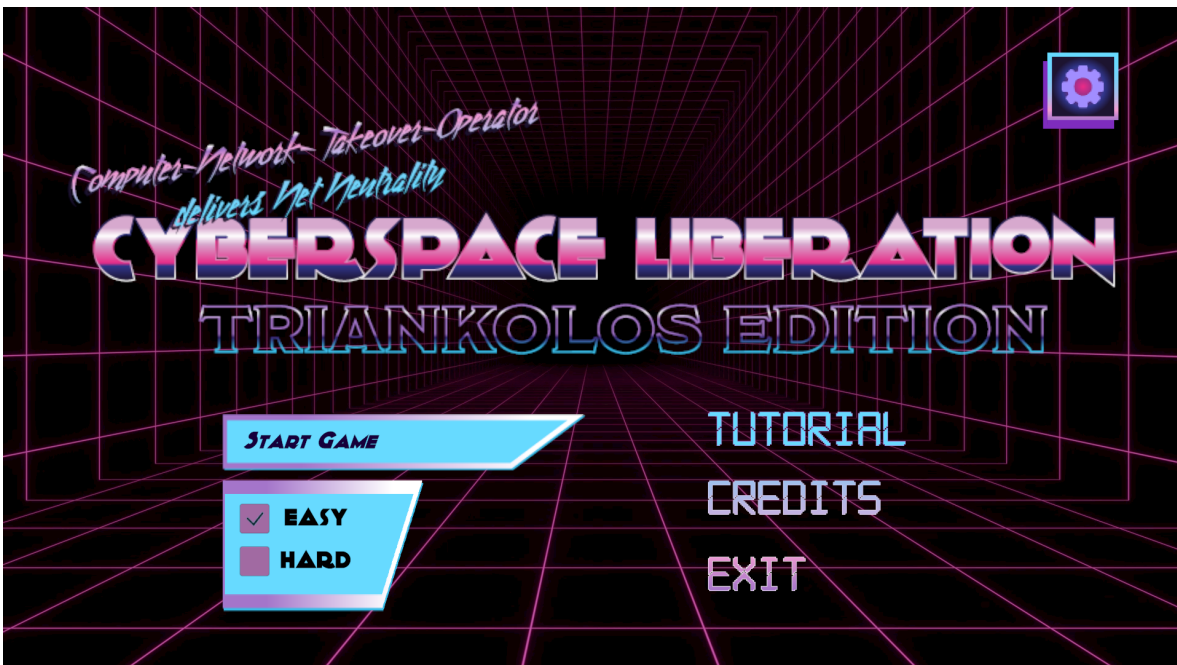 Computer-Network- Takeover-Operator
delivers Net Neutrality
CYBERSPACE LIBERATION
TRIANKOLOS EDITION
START GAME
EASY
HARD
TUTORIAL
CREDITS
EXIT